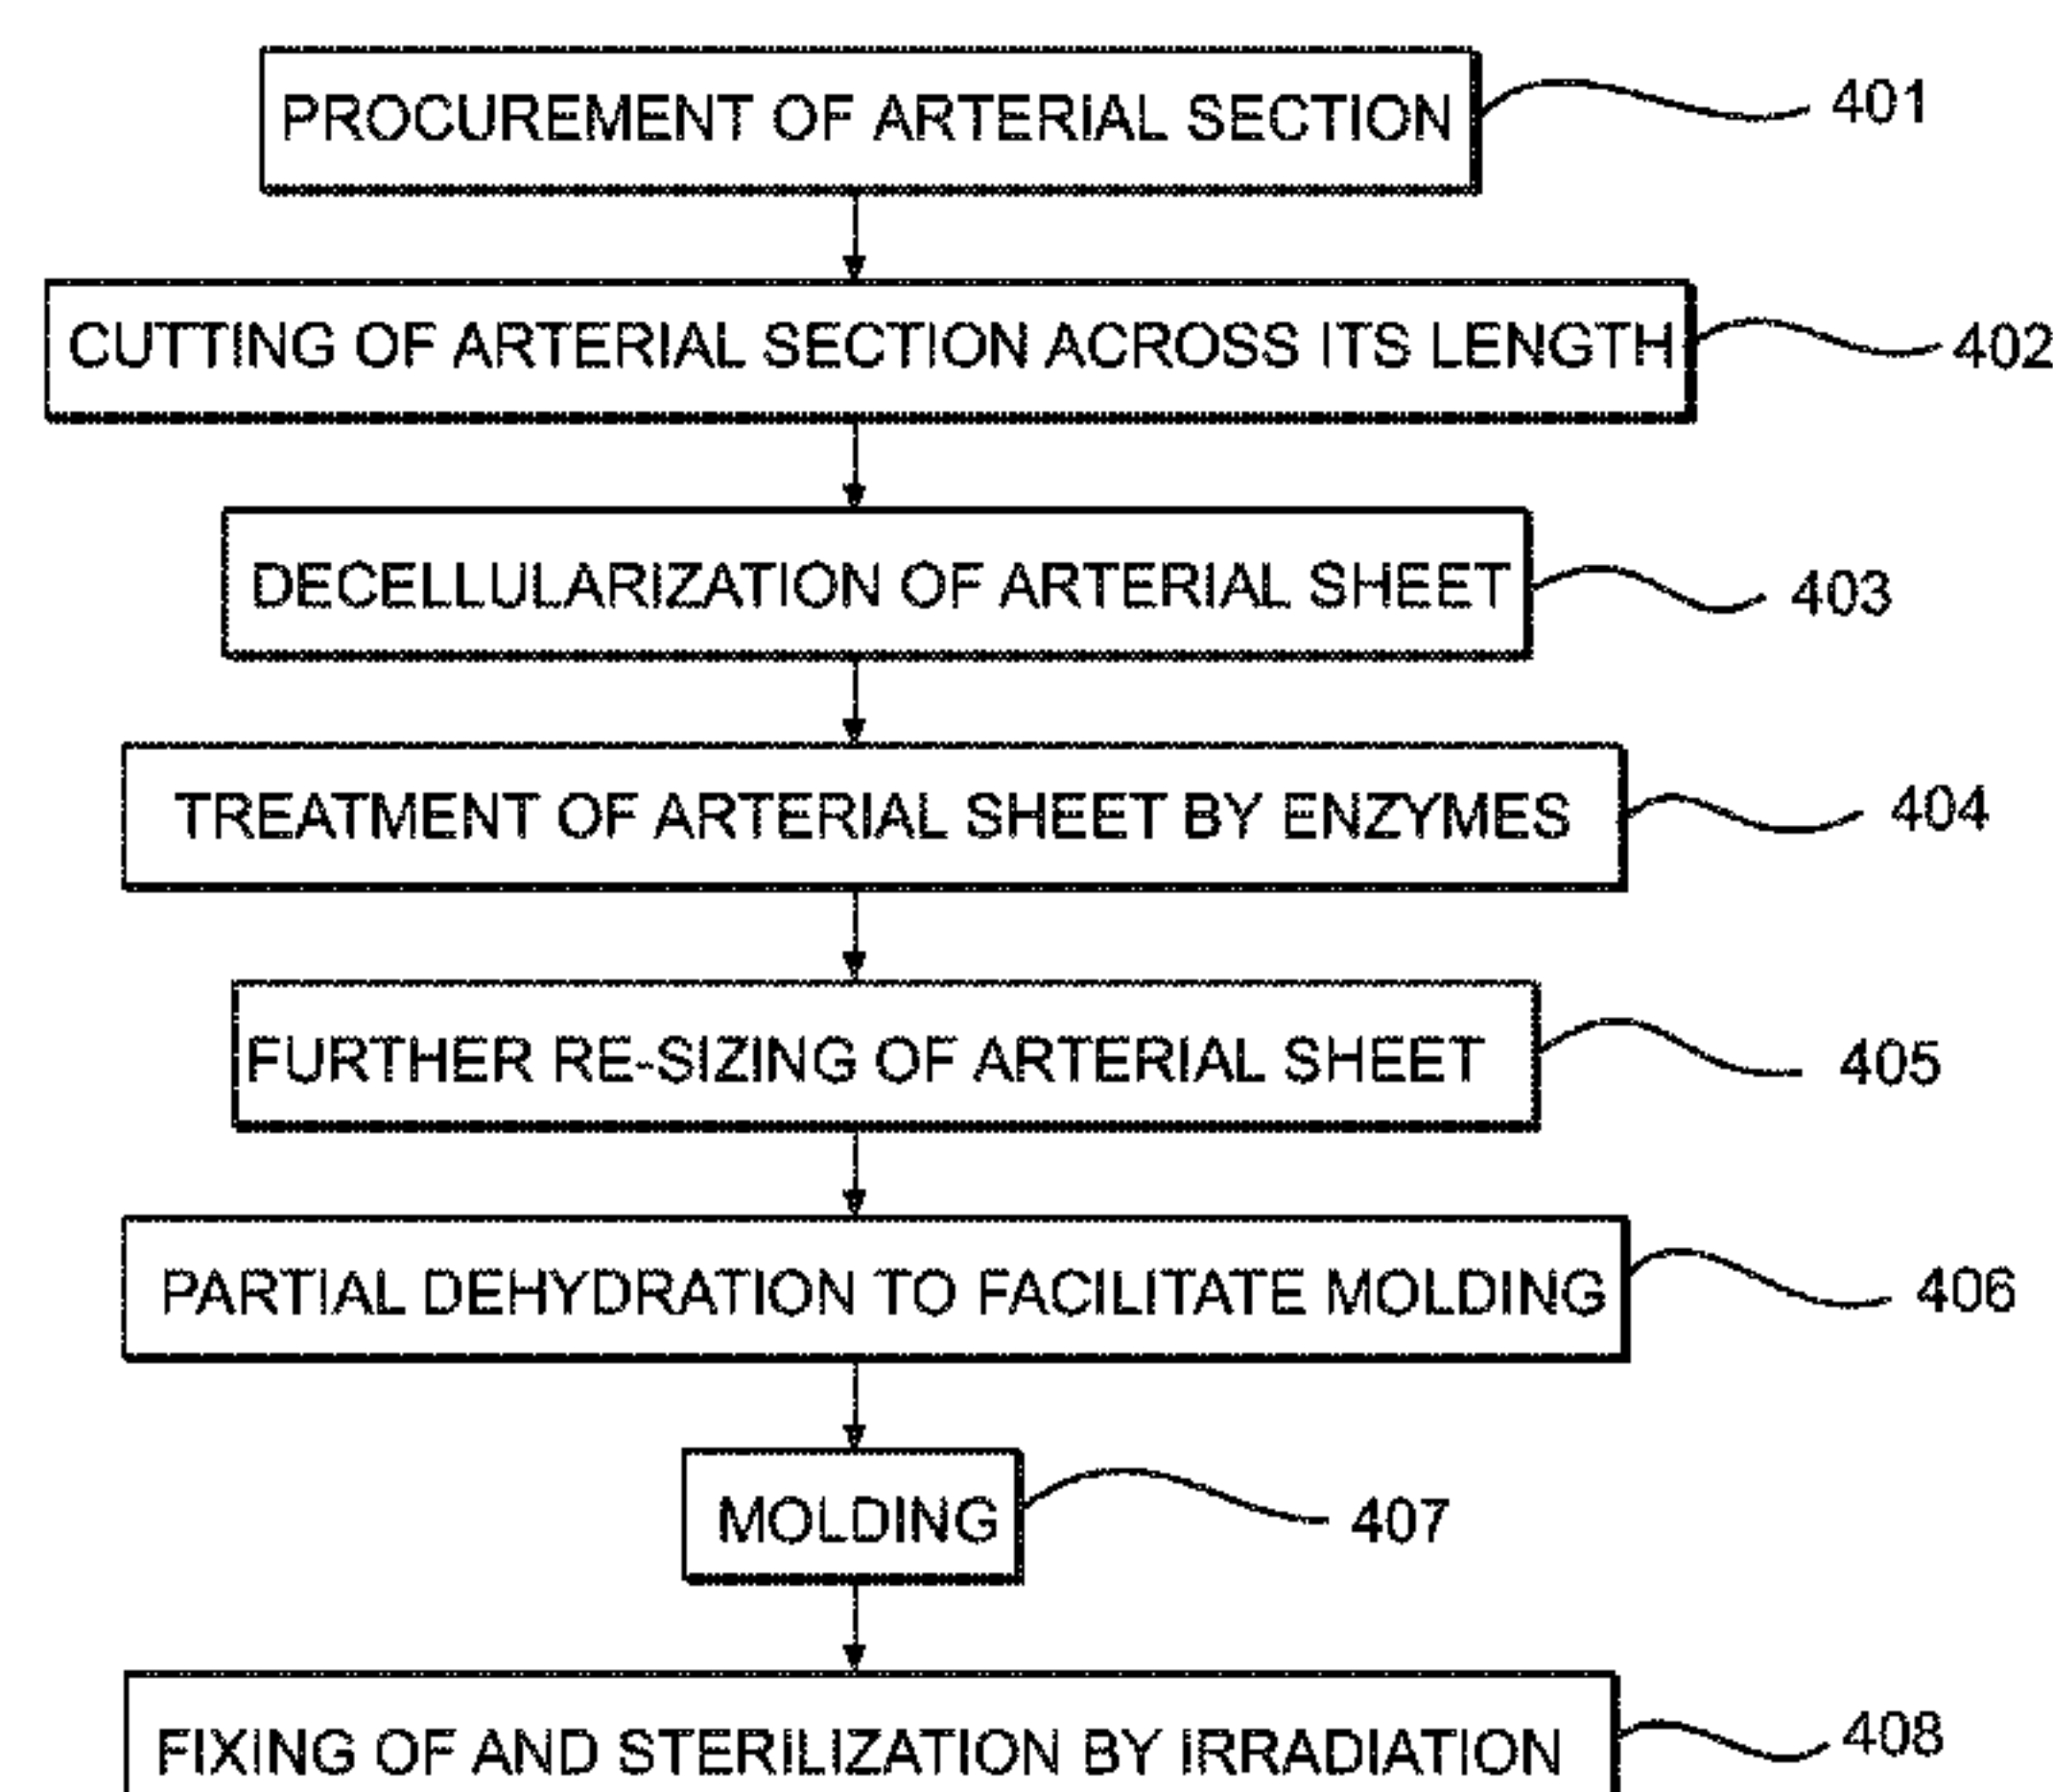 PROCUREMENT OF ARTERIAL SECTION 401
CUTTING OF ARTERIAL SECTION ACROSS ITS LENGTH 402
DECELLULARIZATION OF ARTERIAL SHEET 403
TREATMENT OF ARTERIAL SHEET BY ENZYMES 404
FURTHER RE-SIZING OF ARTERIAL SHEET 405
PARTIAL DEHYDRATION TO FACILITATE MOLDING 406
MOLDING 407
FIXING OF AND STERILIZATION BY IRRADIATION 408